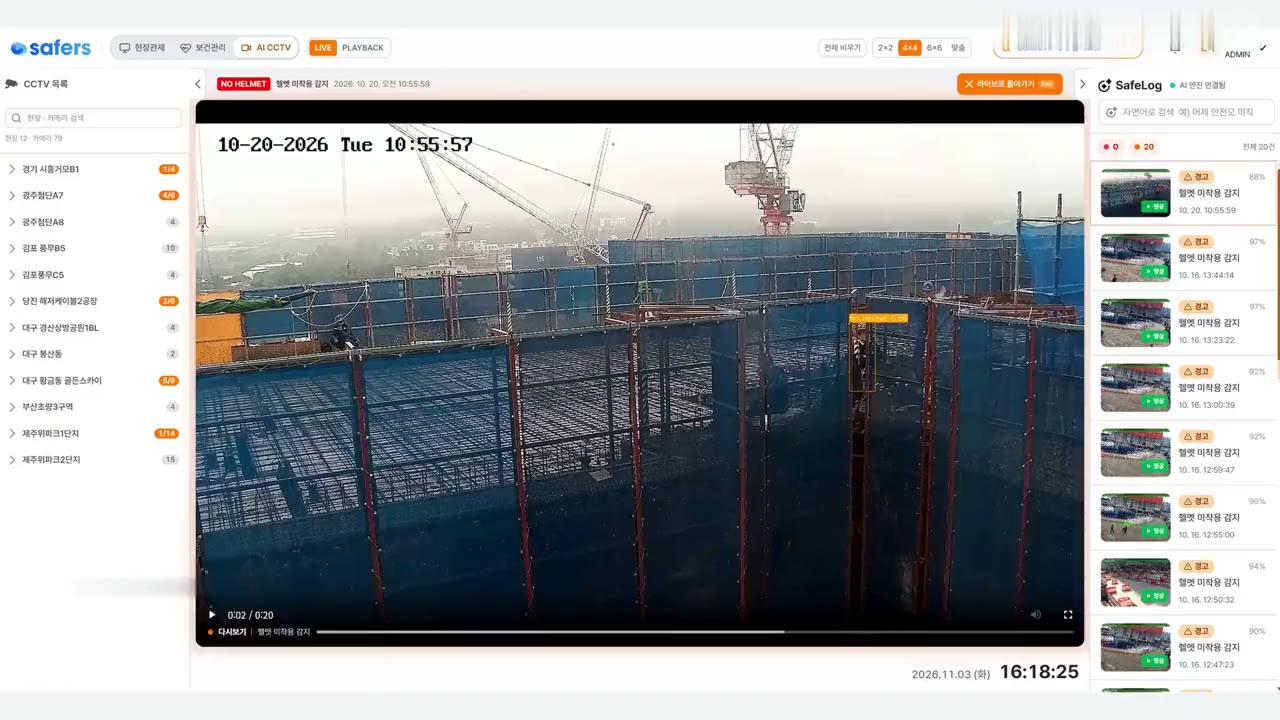 safers
현장관제
보건관리
AI CCTV
LIVE
PLAYBACK
전체 비우기
2×2
4×4
6×6
맞춤
ADMIN
CCTV 목록
NO HELMET
헬멧 미착용 감지
2026. 10. 20. 오전 10:55:59
라이브로 돌아가기
Esc
SafeLog
AI 엔진 연결됨
현장 · 카메라 검색
자연어로 검색 예) 어제 안전모 미착
현장 12 · 카메라 79
0
20
전체 20건
경기 시흥거모B1
1/4
광주첨단A7
4/6
광주첨단A8
4
김포 풍무B5
10
김포풍무C5
4
당진 해저케이블2공장
2/6
대구 경산상방공원1BL
4
대구 봉산동
2
대구 황금동 골든스카이
5/6
부산초량3구역
4
제주위파크1단지
1/14
제주위파크2단지
15
10-20-2026 Tue 10:55:57
0:02 / 0:20
다시보기
헬멧 미착용 감지
2026.11.03 (화)
16:18:25
경고
88%
헬멧 미착용 감지
영상
10. 20. 10:55:59
경고
97%
헬멧 미착용 감지
영상
10. 16. 13:44:14
경고
97%
헬멧 미착용 감지
영상
10. 16. 13:23:22
경고
92%
헬멧 미착용 감지
영상
10. 16. 13:00:39
경고
92%
헬멧 미착용 감지
영상
10. 16. 12:59:47
경고
96%
헬멧 미착용 감지
영상
10. 16. 12:55:00
경고
94%
헬멧 미착용 감지
영상
10. 16. 12:50:32
경고
90%
헬멧 미착용 감지
영상
10. 16. 12:47:23